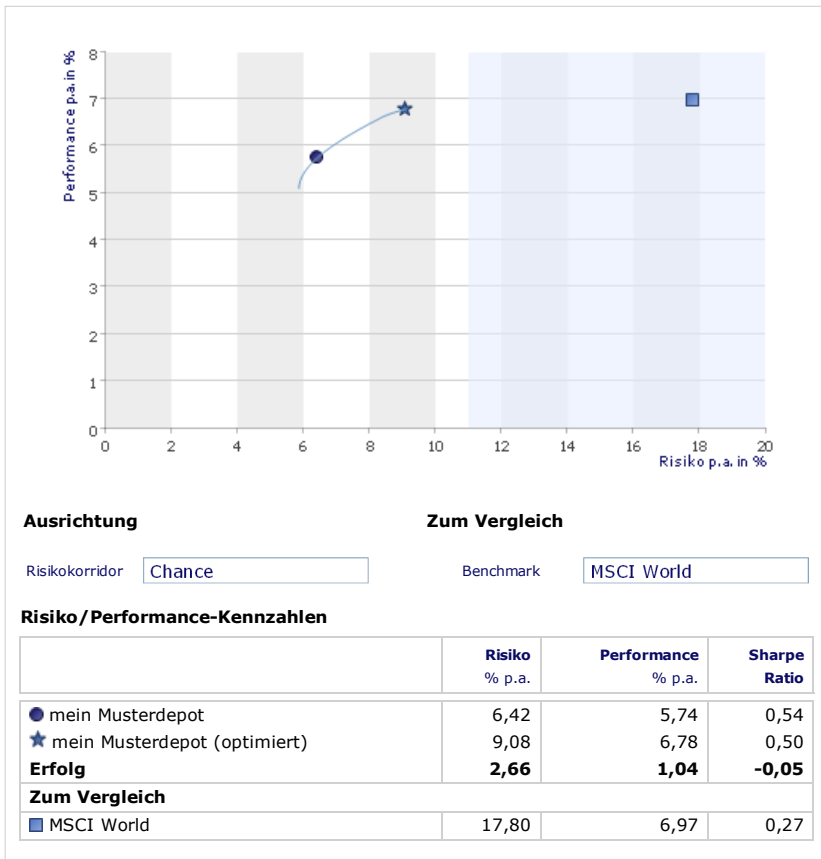 Performance p.a. in %
8
7
6
5
4
3
2
1
0
0 2 4 6 8 10 12 14 16 18 20
Risiko p.a. in %
Ausrichtung Zum Vergleich
Risikokorridor Chance Benchmark MSCI World
Risiko/Performance-Kennzahlen
Risiko Performance Sharpe
% p.a. % p.a. Ratio
mein Musterdepot 6,42 5,74 0,54
mein Musterdepot (optimiert) 9,08 6,78 0,50
Erfolg 2,66 1,04 -0,05
Zum Vergleich
MSCI World 17,80 6,97 0,27